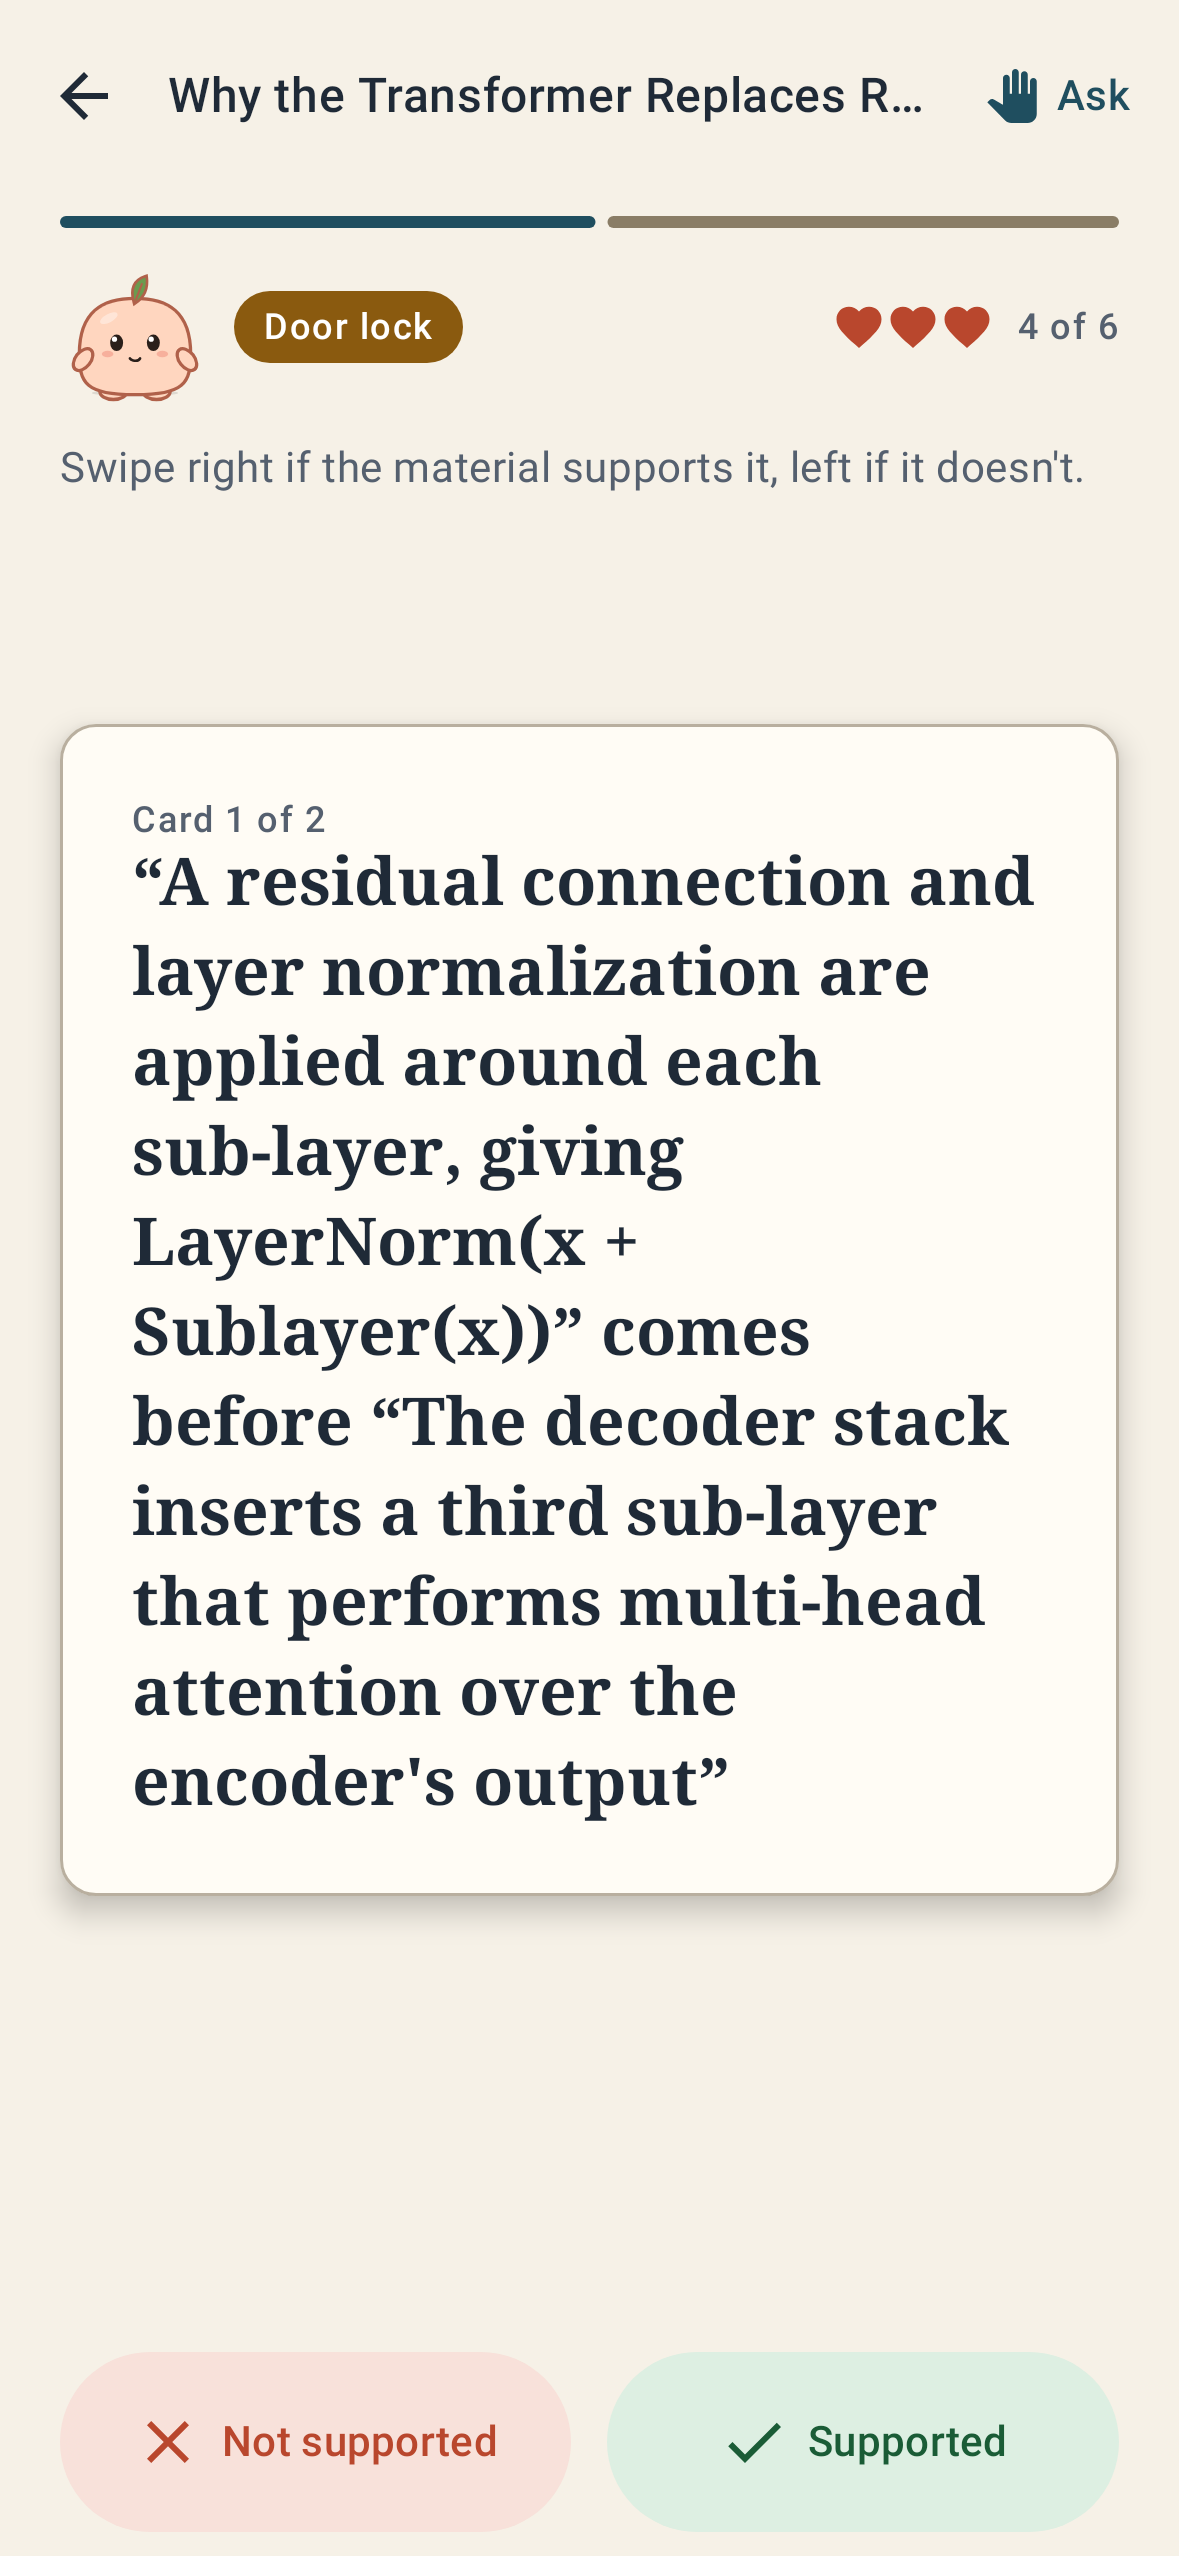 Why the Transformer Replaces R...
Ask
Door lock
4 of 6
Swipe right if the material supports it, left if it doesn't.
Card 1 of 2
“A residual connection and
layer normalization are
applied around each
sub-layer, giving
LayerNorm(x +
Sublayer(x))” comes
before “The decoder stack
inserts a third sub-layer
that performs multi-head
attention over the
encoder's output”
Not supported
Supported